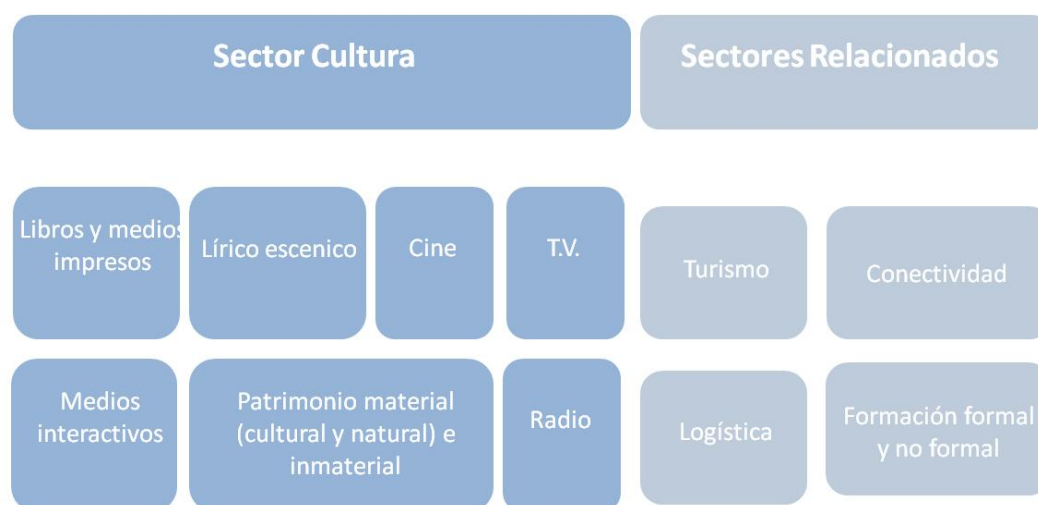 Sector Cultura
Sectores Relacionados
Libros y medios
impresos
Lírico escenico
Cine
T.V.
Turismo
Conectividad
Medios
interactivos
Patrimonio material
(cultural y natural) e
inmaterial
Radio
Logística
Formación formal
y no formal